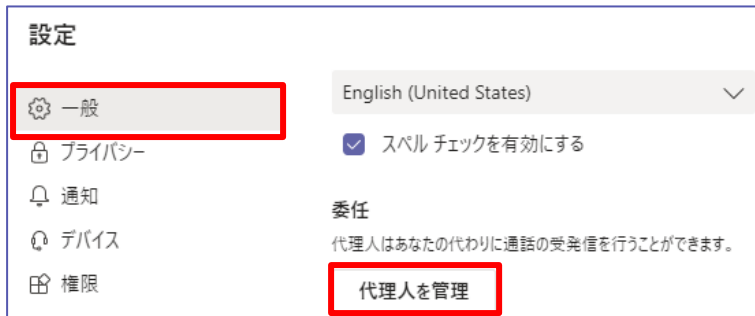 設定
一般
プライバシー
通知
デバイス
権限
English (United States)
スペル チェックを有効にする
委任
代理人はあなたの代わりに通話の受発信を行うことができます。
代理人を管理